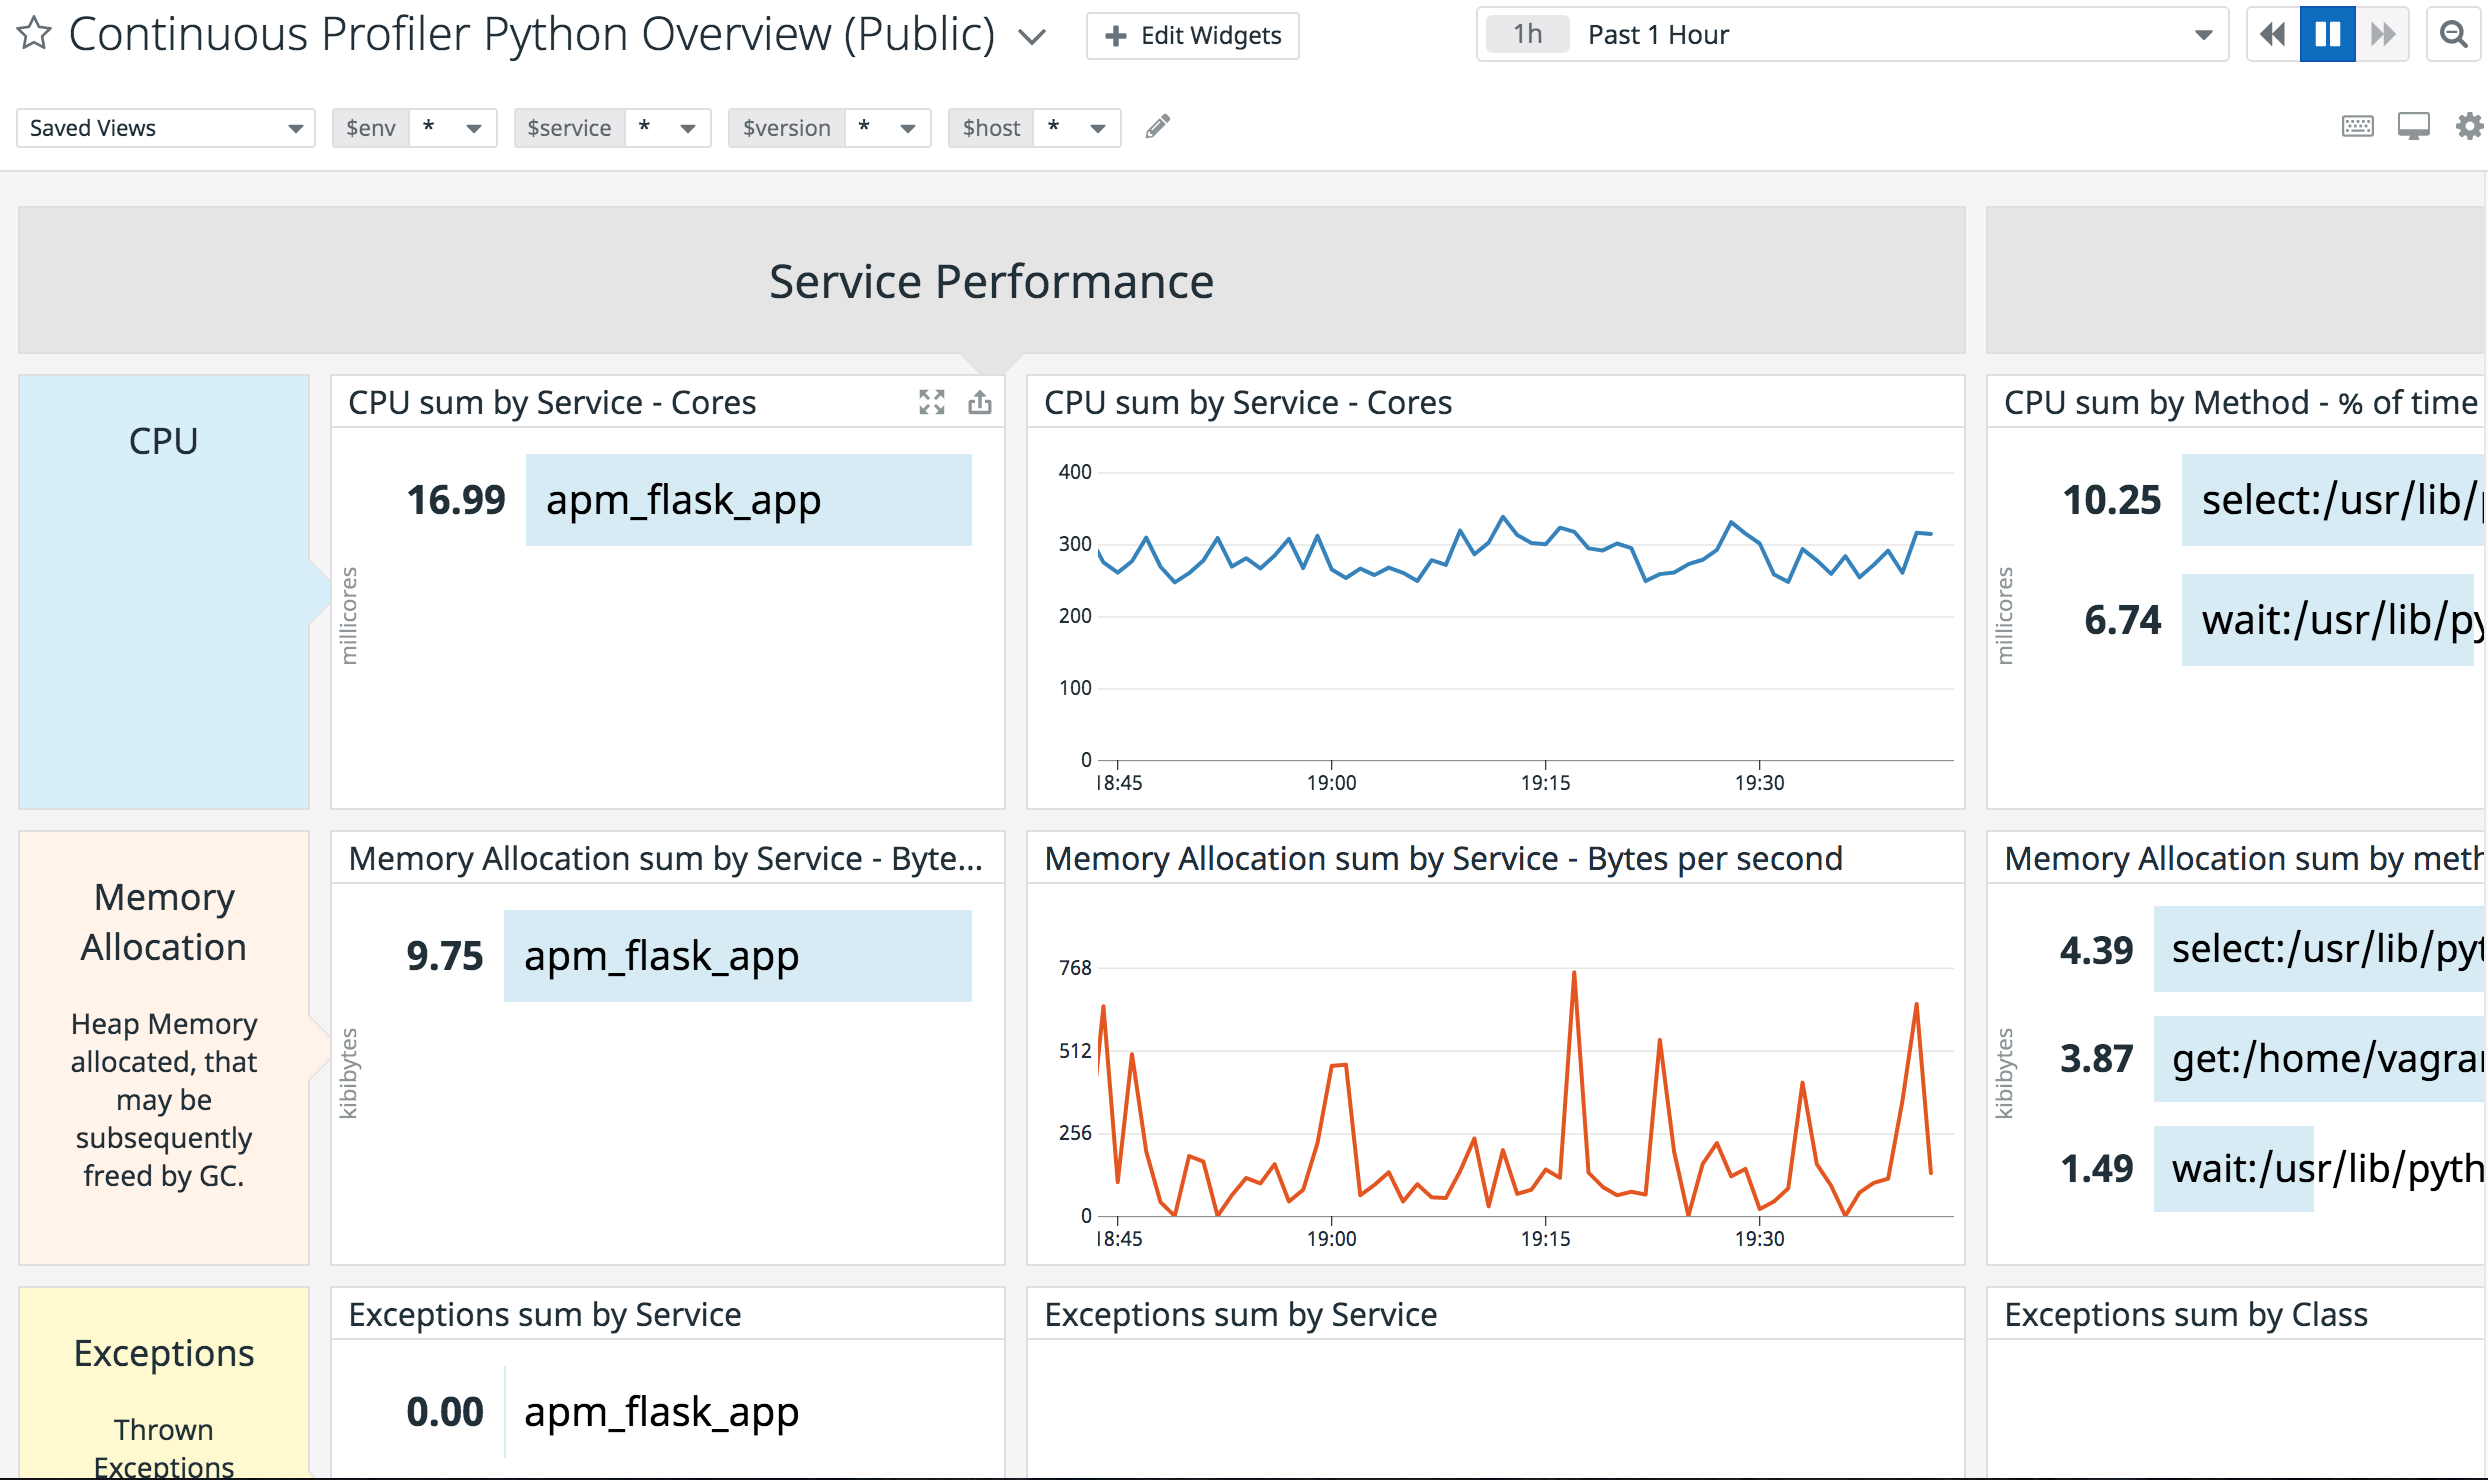 Continuous Profiler Python Overview (Public)
Edit Widgets
1h Past 1 Hour
Saved Views
$env *
$service *
$version *
$host *
Service Performance
CPU
CPU sum by Service - Cores
16.99 apm_flask_app
millicores
CPU sum by Service - Cores
400
300
200
100
0
18:45 19:00 19:15 19:30
CPU sum by Method - % of time
10.25 select:/usr/lib/
6.74 wait:/usr/lib/py
millicores
Memory
Allocation
Heap Memory
allocated, that
may be
subsequently
freed by GC.
Memory Allocation sum by Service - Byte...
9.75 apm_flask_app
kibibytes
Memory Allocation sum by Service - Bytes per second
768
512
256
0
18:45 19:00 19:15 19:30
Memory Allocation sum by meth
4.39 select:/usr/lib/pyt
3.87 get:/home/vagra
1.49 wait:/usr/lib/pyth
kibibytes
Exceptions
Thrown
Exceptions
Exceptions sum by Service
0.00 apm_flask_app
Exceptions sum by Service
Exceptions sum by Class